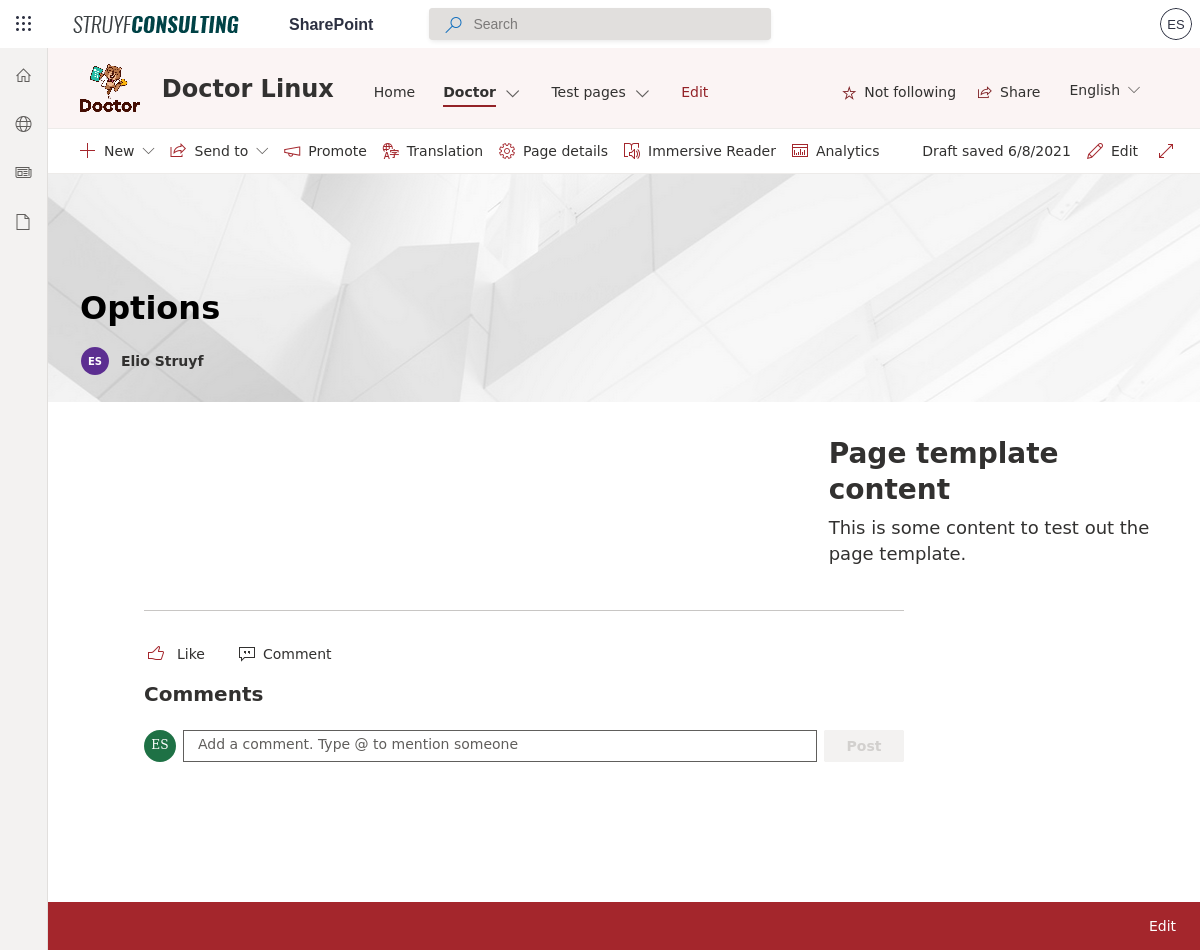 STRUYFCONSULTING SharePoint Search ES
Doctor Doctor Linux Home Doctor Test pages Edit Not following Share English
New Send to Promote Translation Page details Immersive Reader Analytics Draft saved 6/8/2021 Edit
Options
ES Elio Struyf
Page template
content
This is some content to test out the
page template.
Like Comment
Comments
ES Add a comment. Type @ to mention someone Post
Edit